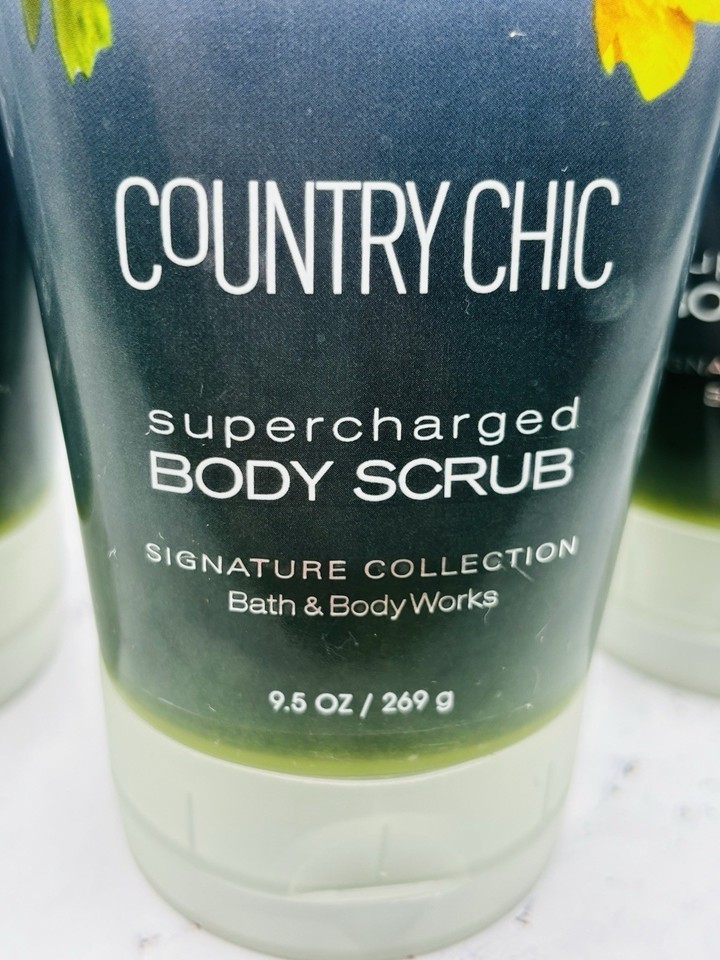 COUNTRY CHIC
supercharged
BODY SCRUB
SIGNATURE COLLECTION
Bath & Body Works
9.5 OZ / 269 g